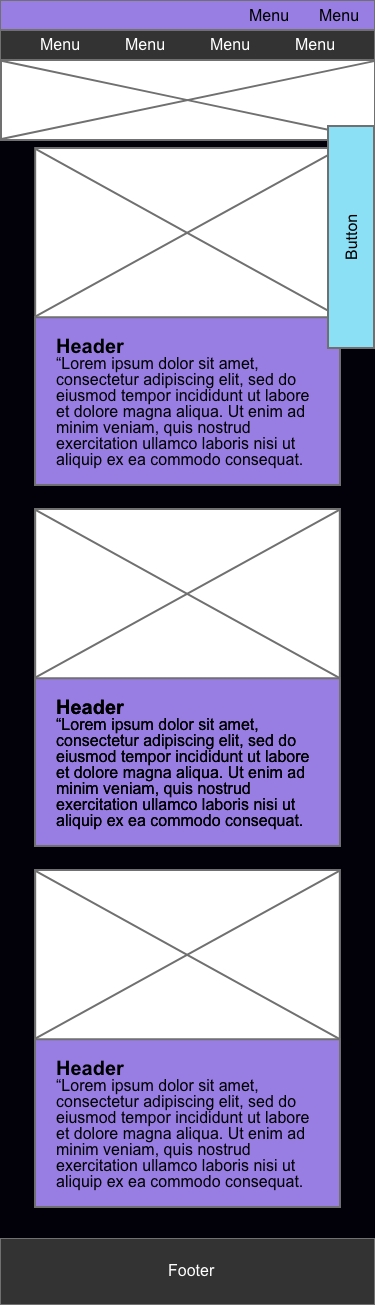 Menu Menu
Menu Menu Menu Menu
Button
Header
“Lorem ipsum dolor sit amet,
consectetur adipiscing elit, sed do
eiusmod tempor incididunt ut labore
et dolore magna aliqua. Ut enim ad
minim veniam, quis nostrud
exercitation ullamco laboris nisi ut
aliquip ex ea commodo consequat.
Header
“Lorem ipsum dolor sit amet,
consectetur adipiscing elit, sed do
eiusmod tempor incididunt ut labore
et dolore magna aliqua. Ut enim ad
minim veniam, quis nostrud
exercitation ullamco laboris nisi ut
aliquip ex ea commodo consequat.
Header
“Lorem ipsum dolor sit amet,
consectetur adipiscing elit, sed do
eiusmod tempor incididunt ut labore
et dolore magna aliqua. Ut enim ad
minim veniam, quis nostrud
exercitation ullamco laboris nisi ut
aliquip ex ea commodo consequat.
Footer